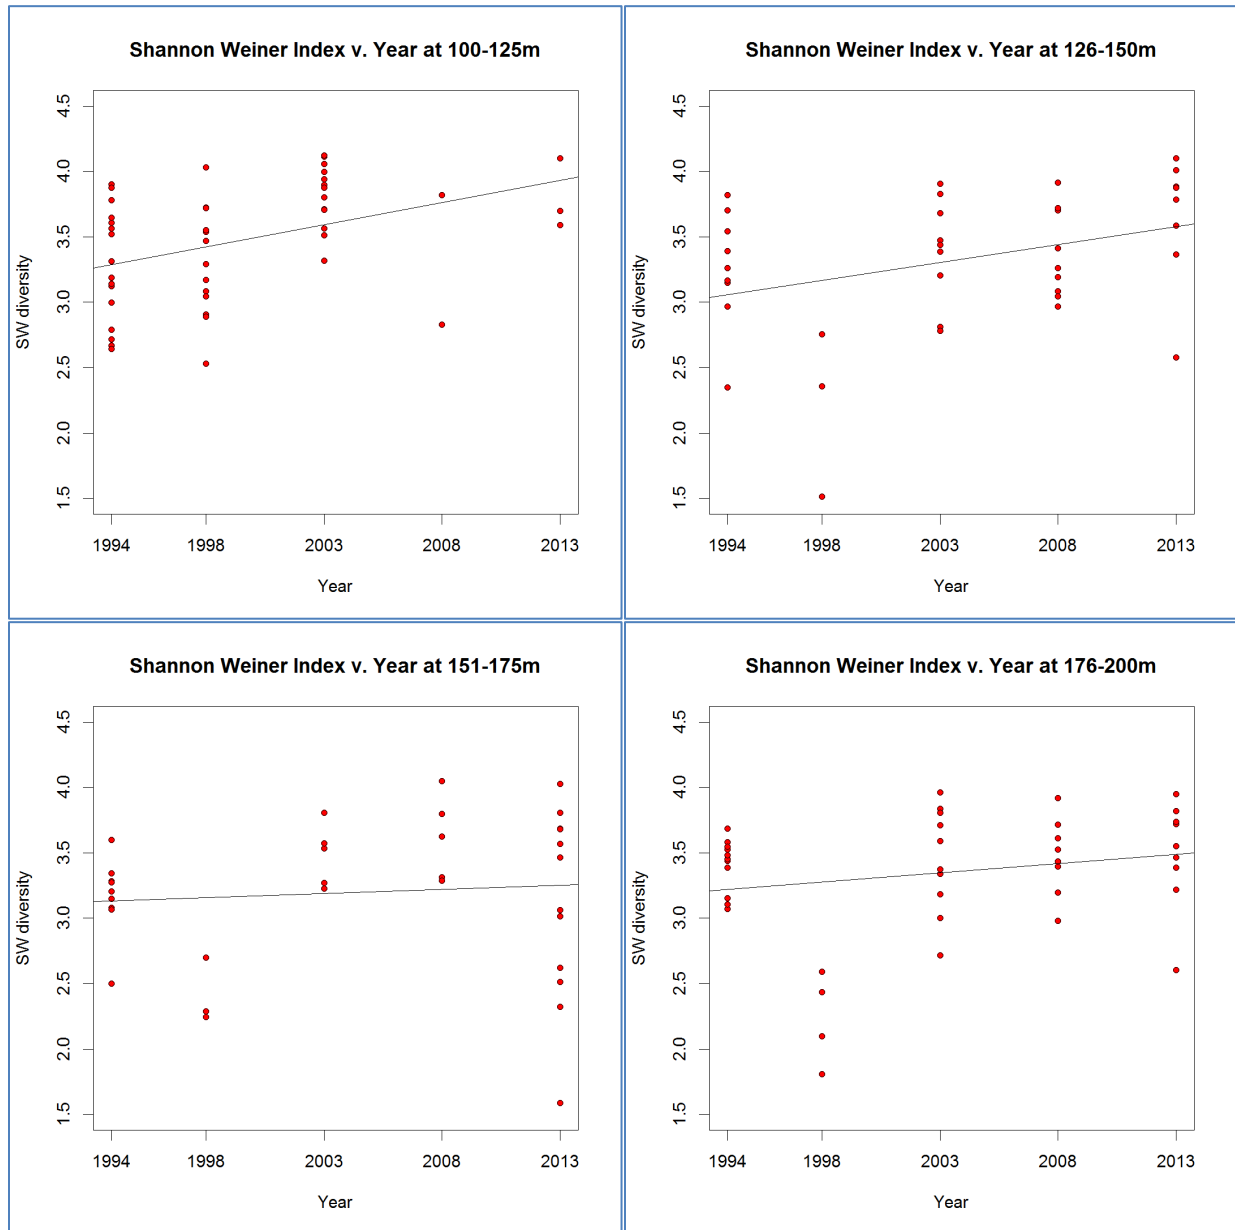 Shannon Weiner Index v. Year at 100-125m
SW diversity
4.5
4.0
3.5
3.0
2.5
2.0
1.5
1994 1998 2003 2008 2013
Year
Shannon Weiner Index v. Year at 126-150m
SW diversity
4.5
4.0
3.5
3.0
2.5
2.0
1.5
1994 1998 2003 2008 2013
Year
Shannon Weiner Index v. Year at 151-175m
SW diversity
4.5
4.0
3.5
3.0
2.5
2.0
1.5
1994 1998 2003 2008 2013
Year
Shannon Weiner Index v. Year at 176-200m
SW diversity
4.5
4.0
3.5
3.0
2.5
2.0
1.5
1994 1998 2003 2008 2013
Year